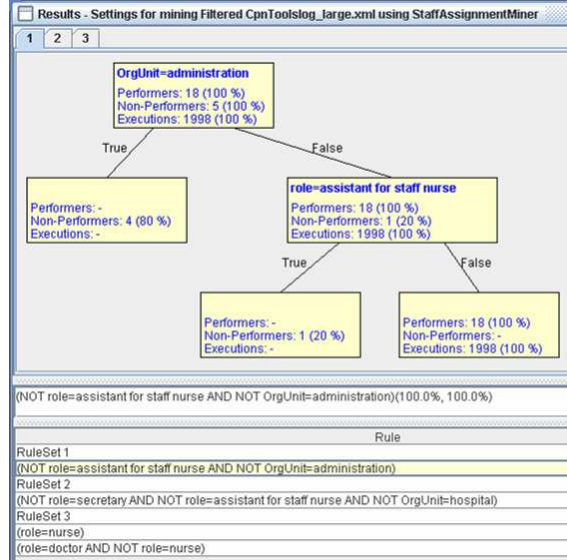 Results - Settings for mining Filtered CpnToolslog_large.xml using StaffAssignmentMiner
1 2 3
OrgUnit=administration
Performers: 18 (100 %)
Non-Performers: 5 (100 %)
Executions: 1998 (100 %)
True
False
Performers: -
Non-Performers: 4 (80 %)
Executions: -
role=assistant for staff nurse
Performers: 18 (100 %)
Non-Performers: 1 (20 %)
Executions: 1998 (100 %)
True
False
Performers: -
Non-Performers: 1 (20 %)
Executions: -
Performers: 18 (100 %)
Non-Performers: -
Executions: 1998 (100 %)
(NOT role=assistant for staff nurse AND NOT OrgUnit=administration)(100.0%, 100.0%)
Rule
RuleSet 1
(NOT role=assistant for staff nurse AND NOT OrgUnit=administration)
RuleSet 2
(NOT role=secretary AND NOT role=assistant for staff nurse AND NOT OrgUnit=hospital)
RuleSet 3
(role=nurse)
(role=doctor AND NOT role=nurse)